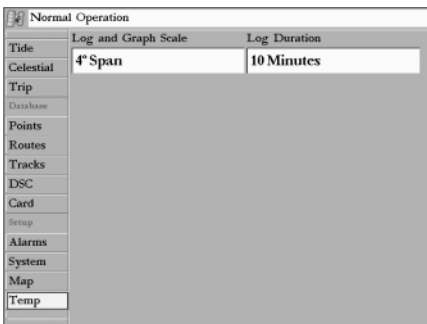 Normal Operation
Log and Graph Scale Log Duration
4° Span 10 Minutes
Tide
Celestial
Trip
Database
Points
Routes
Tracks
DSC
Card
Setup
Alarms
System
Map
Temp